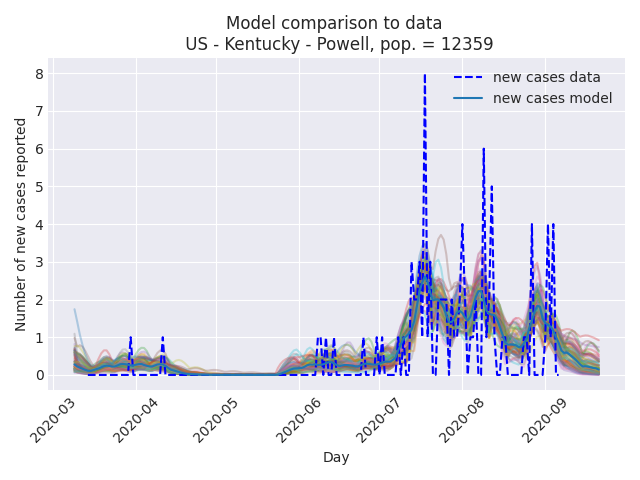 Model comparison to data
US - Kentucky - Powell, pop. = 12359
new cases data
new cases model
Number of new cases reported
8
7
6
5
4
3
2
1
0
2020-03
2020-04
2020-05
2020-06
2020-07
2020-08
2020-09
Day